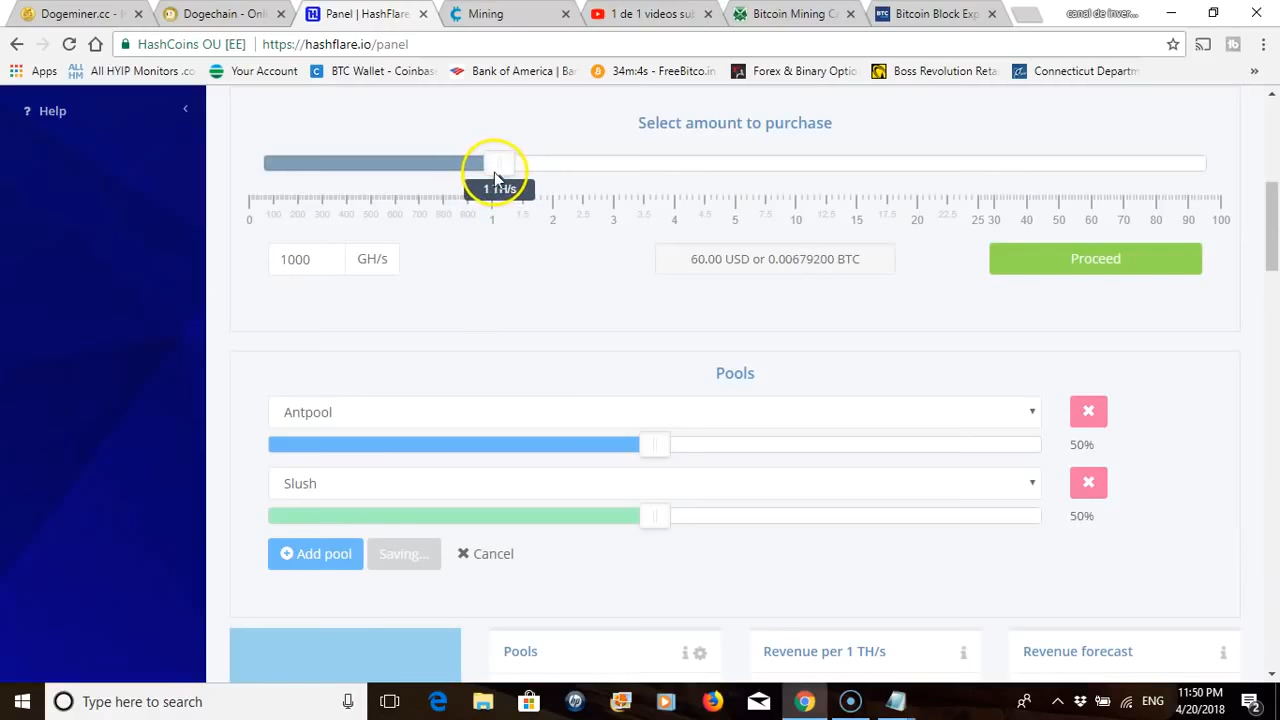 Dogeminer.cc -
Dogechain - Onli
Panel | HashFlare
Mining
1 de 1 videos sub
Bitcoin Mining C
Bitcoin Block Exp
canal de inver...
HashCoins OU [EE]
https://hashflare.io/panel
Apps
All HYIP Monitors .co
Your Account
BTC Wallet - Coinbas
Bank of America | Ba
34m:4s - FreeBitco.in
Forex & Binary Optio
Boss Revolution Reta
Connecticut Departm
»
? Help
Select amount to purchase
1 TH/s
0 100 200 300 400 500 600 700 800 1 1.5 2 2.5 3 3.5 4 4.5 5 7.5 10 12.5 15 17.5 20 22.5 25 30 40 50 60 70 80 90 100
1000 GH/s
60.00 USD or 0.00679200 BTC
Proceed
Pools
Antpool
50%
Slush
50%
Add pool
Saving...
Cancel
Pools
Revenue per 1 TH/s
Revenue forecast
Type here to search
ENG
11:50 PM
4/20/2018
2